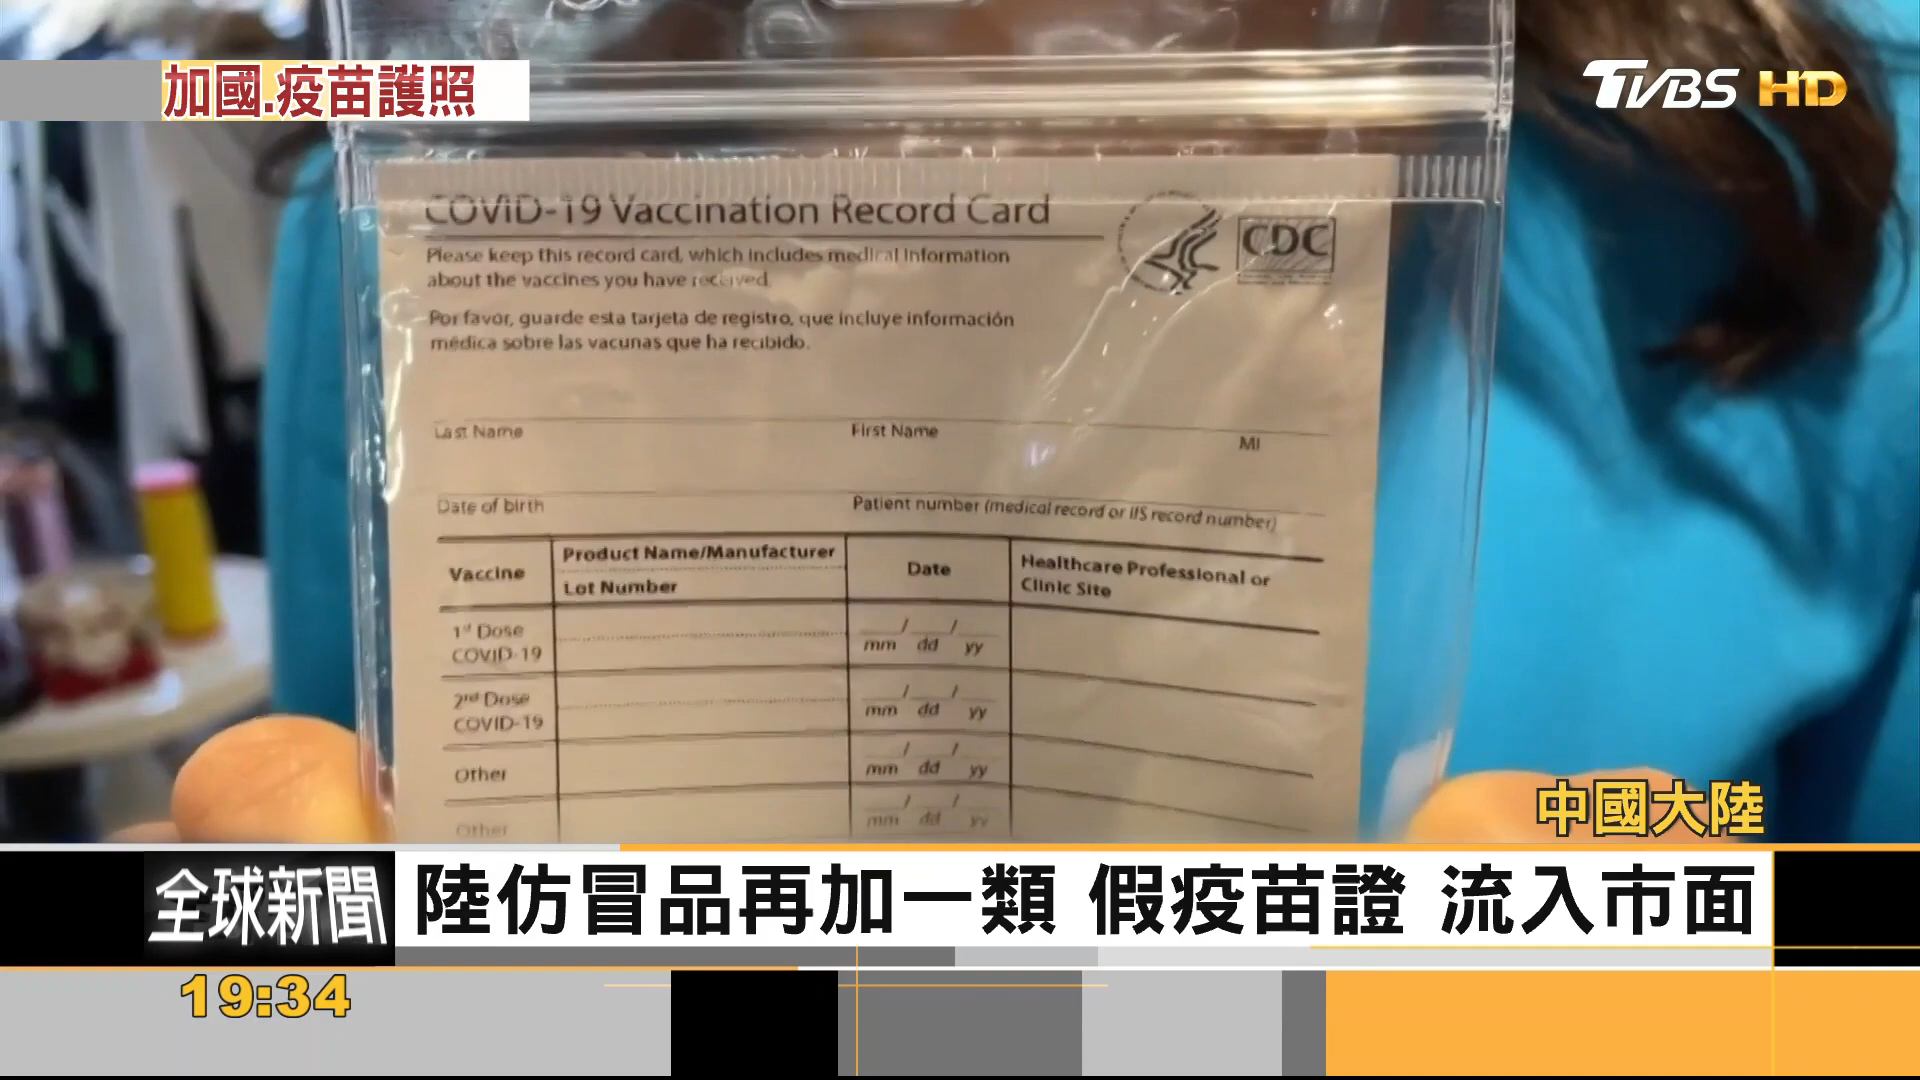 加國.疫苗護照
TVBS HD
COVID-19 Vaccination Record Card
CDC
Please keep this record card, which includes medical information
about the vaccines you have received.
Por favor, guarde esta tarjeta de registro, que incluye información
médica sobre las vacunas que ha recibido.
Last Name First Name MI
Date of birth Patient number (medical record or IIS record number)
Vaccine Product Name/Manufacturer Date Healthcare Professional or
Lot Number Clinic Site
1st Dose / /
COVID-19 mm dd yy
2nd Dose / /
COVID-19 mm dd yy
/ /
Other mm dd yy
/ /
Other mm dd yy
中國大陸
全球新聞
陸仿冒品再加一類 假疫苗證 流入市面
19:34